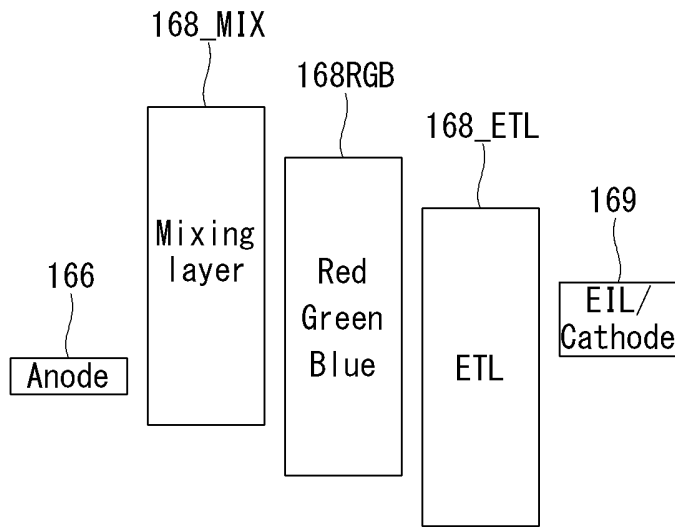 168_MIX
168RGB
168_ETL
169
166
Mixing
layer
Red
Green
Blue
ETL
EIL/
Cathode
Anode